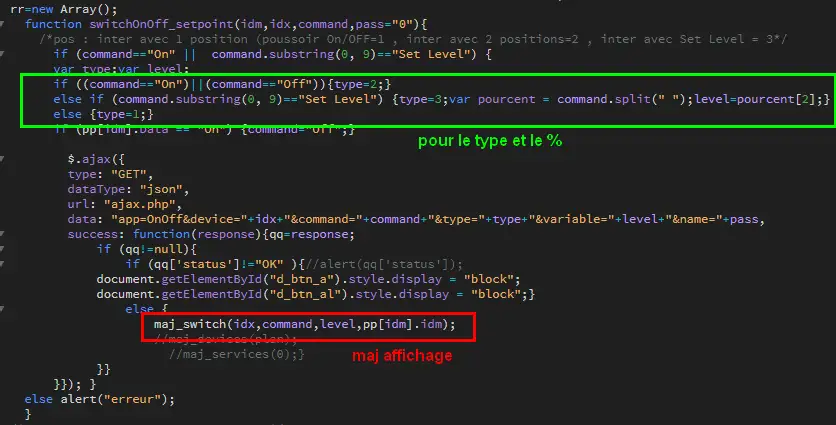 rr=new Array();
function switchOnOff_setpoint(idm,idx,command,pass="0"){
/*pos : inter avec 1 position (poussoir On/OFF=1 , inter avec 2 positions=2 , inter avec Set Level = 3*/
if (command=="On" ||  command.substring(0, 9)=="Set Level") {
var type;var level;
if ((command=="On")||(command=="Off")){type=2;}
else if (command.substring(0, 9)=="Set Level") {type=3;var pourcent = command.split(" ");level=pourcent[2];}
else {type=1;}
if (pp[idm].Data == "On") {command="Off";}
pour le type et le %
$.ajax({
type: "GET",
dataType: "json",
url: "ajax.php",
data: "app=OnOff&device="+idx+"&command="+command+"&type="+type+"&variable="+level+"&name="+pass,
success: function(response){qq=response;
if (qq!=null){
if (qq['status']!="OK" ){//alert(qq['status']);
document.getElementById("d_btn_a").style.display = "block";
document.getElementById("d_btn_al").style.display = "block";}
else {
maj_switch(idx,command,level,pp[idm].idm);
//maj_devices(plan);
maj affichage
//maj_services(0);}
}}
}}); }
else alert("erreur");
}